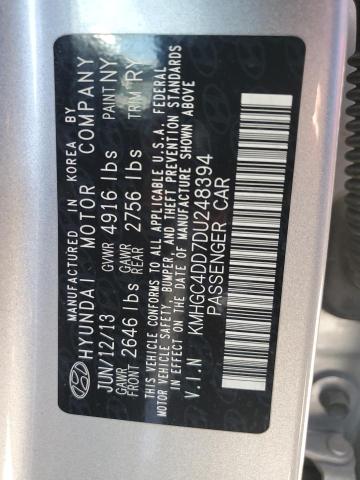 MANUFACTURED IN KOREA BY
HYUNDAI MOTOR COMPANY
JUN/12/13 GVWR 4916 lbs PAINT NY
GAWR FRONT 2646 lbs GAWR REAR 2756 lbs TRIM RY
THIS VEHICLE CONFORMS TO ALL APPLICABLE U.S.A. FEDERAL
MOTOR VEHICLE SAFETY, BUMPER, AND THEFT PREVENTION STANDARDS
IN EFFECT ON THE DATE OF MANUFACTURE SHOWN ABOVE
V.I.N KMHGC4DD7DU248394
PASSENGER CAR